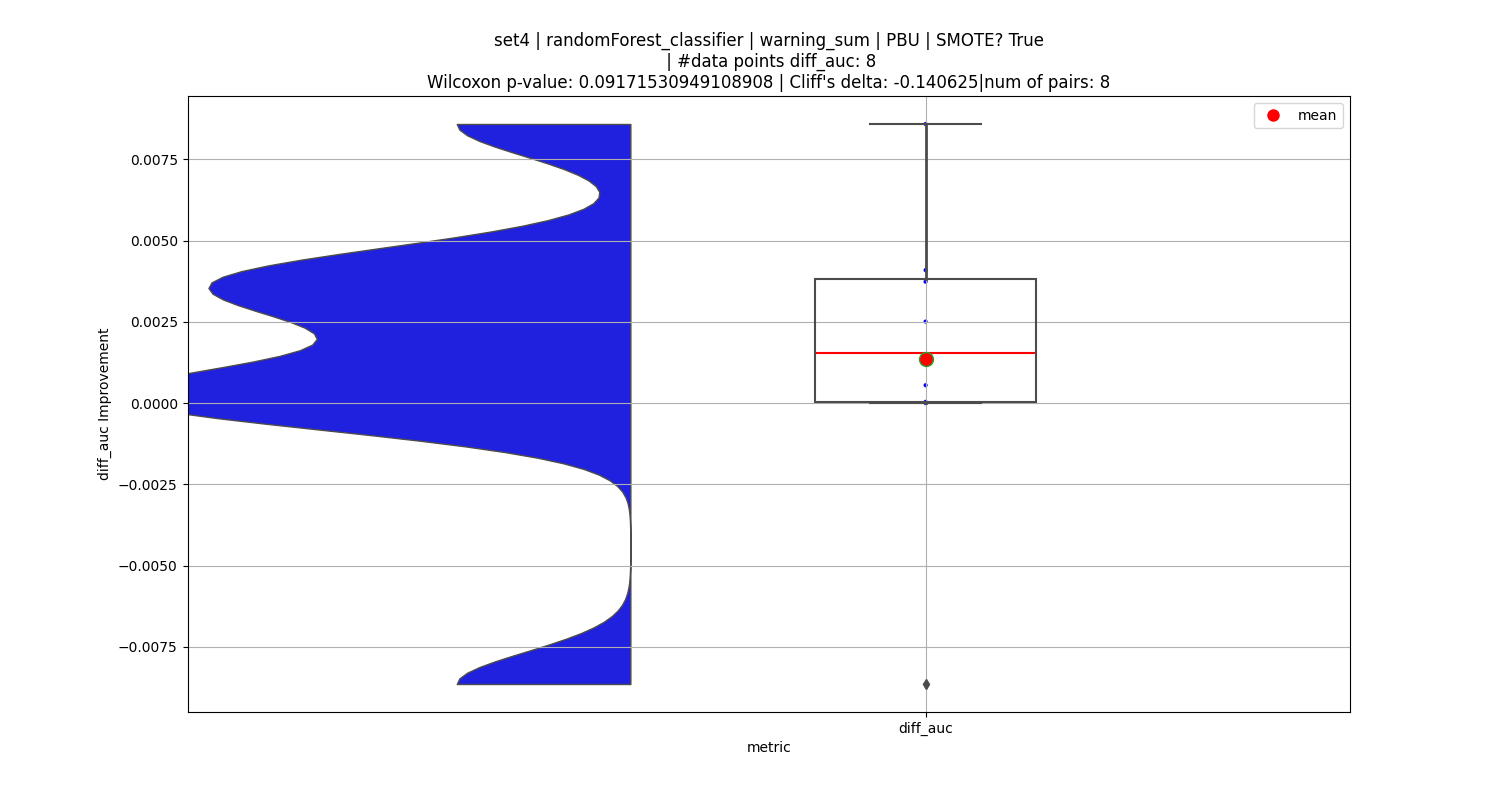 set4 | randomForest_classifier | warning_sum | PBU | SMOTE? True
| #data points diff_auc: 8
Wilcoxon p-value: 0.09171530949108908 | Cliff's delta: -0.140625|num of pairs: 8
mean
0.0075
0.0050
0.0025
0.0000
−0.0025
−0.0050
−0.0075
diff_auc Improvement
diff_auc
metric